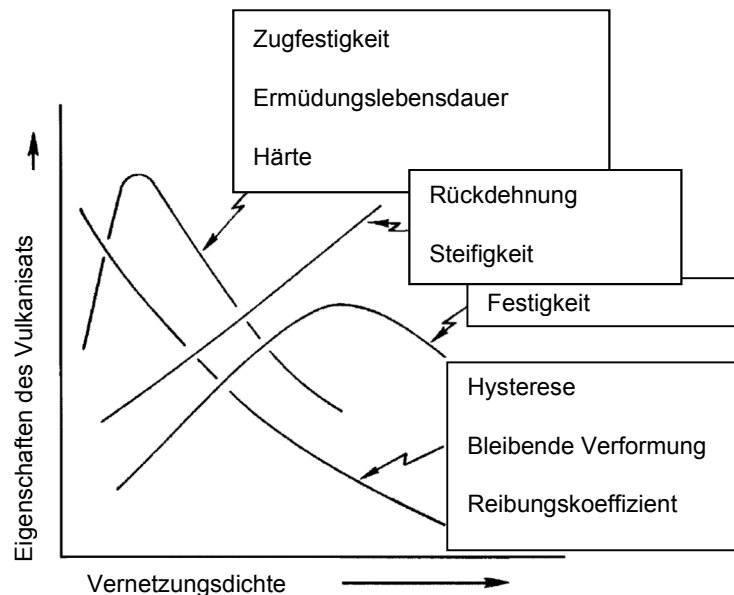 Zugfestigkeit
Ermüdungslebensdauer
Härte
Rückdehnung
Steifigkeit
Festigkeit
Hysterese
Bleibende Verformung
Reibungskoeffizient
Eigenschaften des Vulkanisats
Vernetzungsdichte